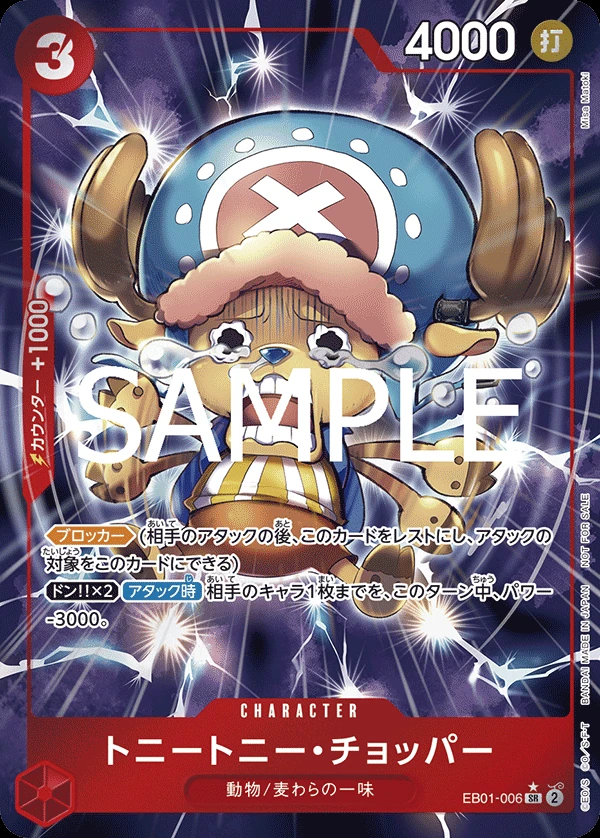 3
4000 打
Misa Matoki
カウンター +1000
SAMPLE
ブロッカー (相手のアタックの後、このカードをレストにし、アタックの
対象をこのカードにできる)
ドン!!×2 アタック時 相手のキャラ1枚までを、このターン中、パワー
-3000。
CHARACTER
トニートニー・チョッパー
動物/麦わらの一味
EB01-006 SR 2
©E.O/S ©O/S・F・T BANDAI MADE IN JAPAN NOT FOR SALE